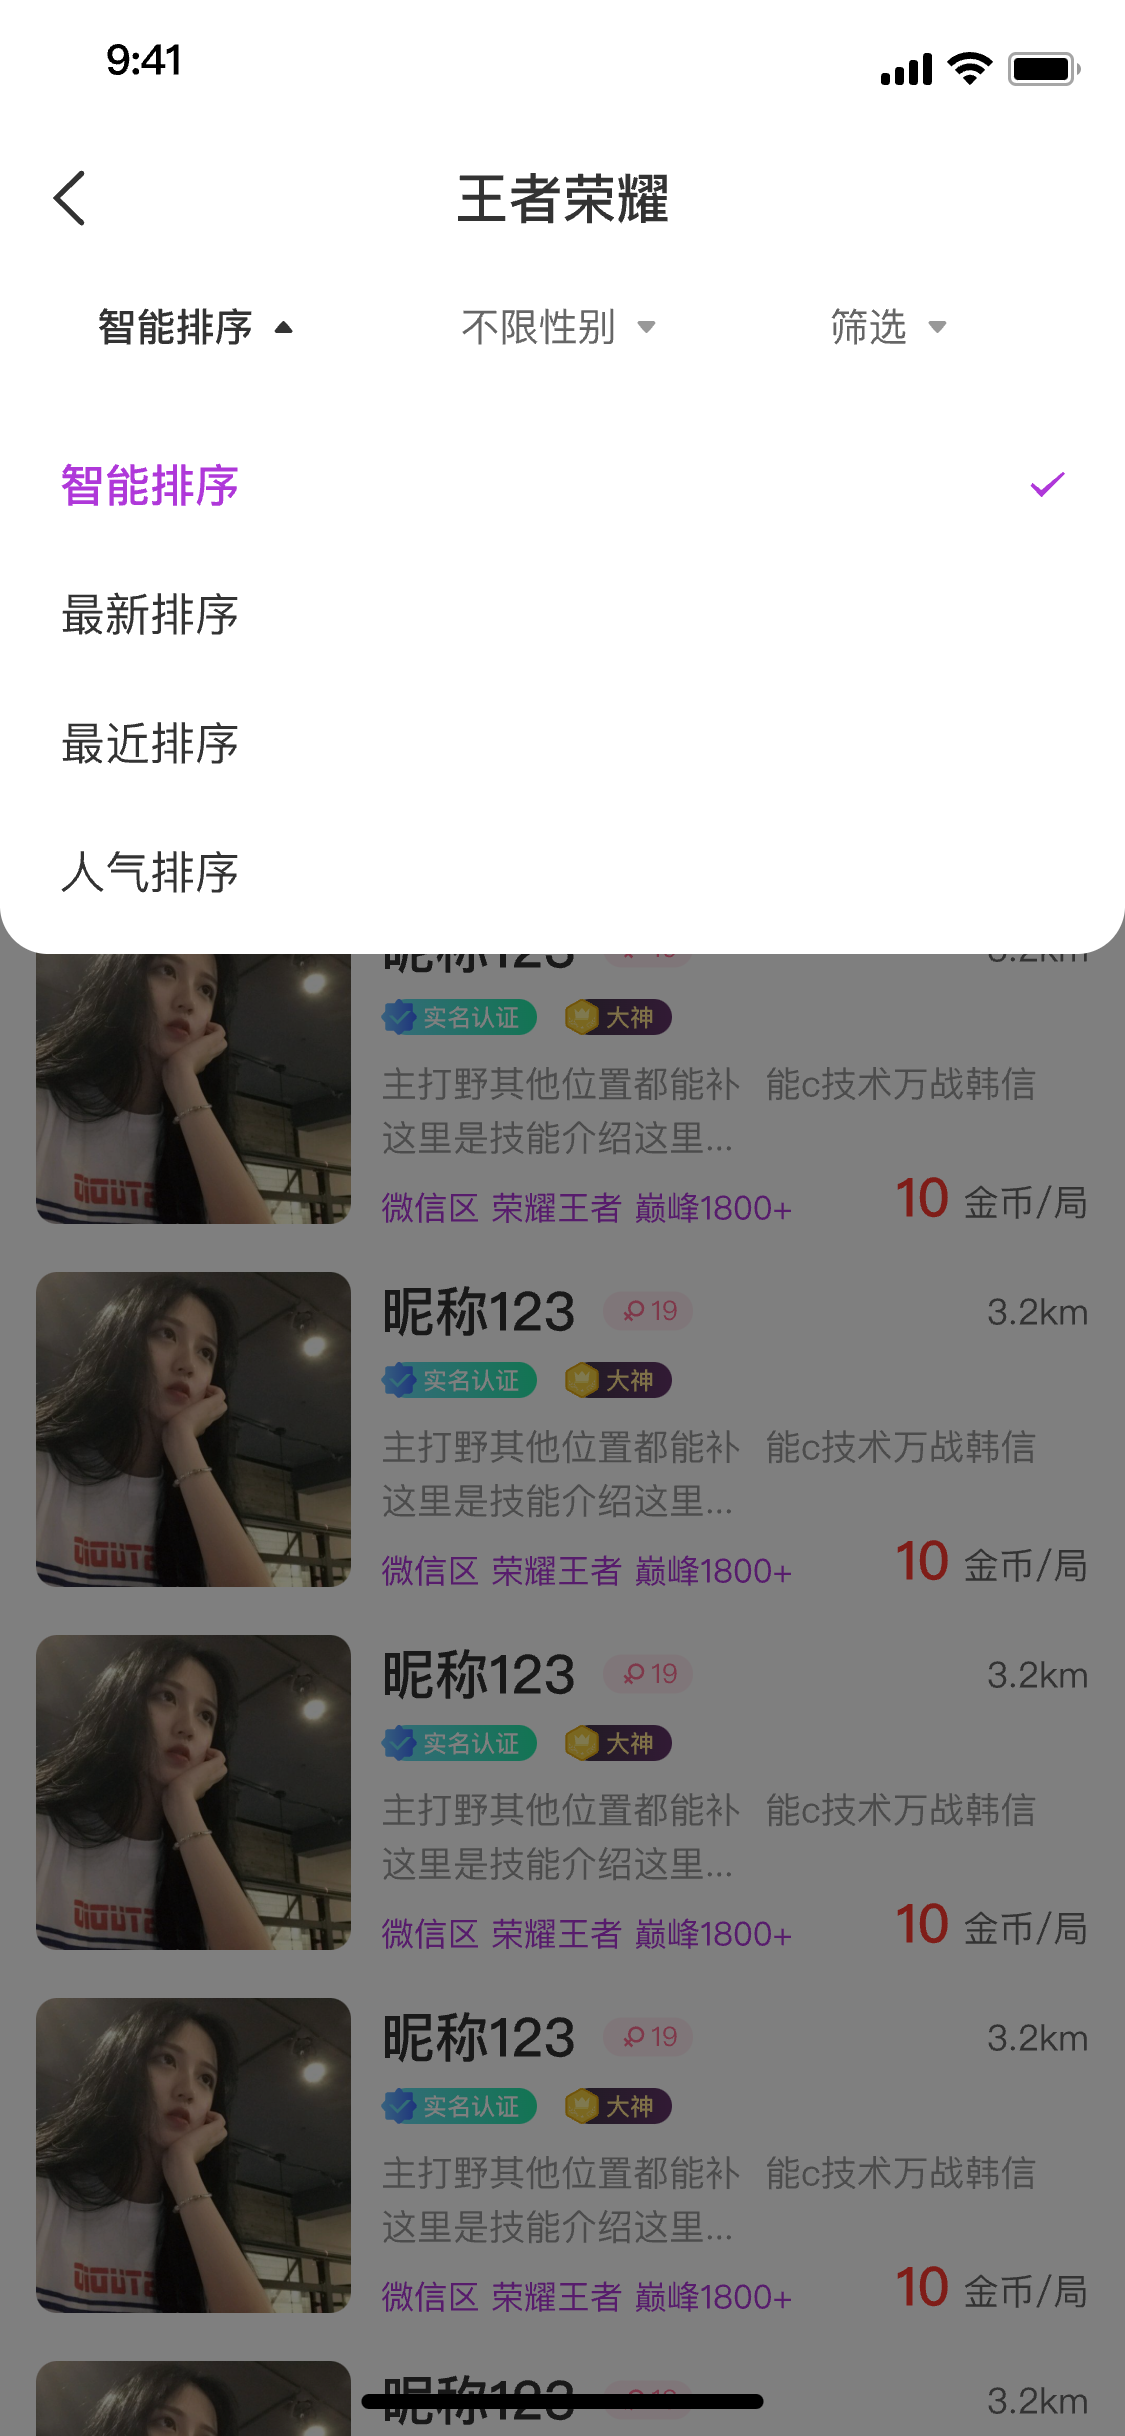 9:41
王者荣耀
智能排序 不限性别 筛选
智能排序
最新排序
最近排序
人气排序
昵称123 3.2km
实名认证 大神
主打野其他位置都能补 能c技术万战韩信
这里是技能介绍这里...
微信区 荣耀王者 巅峰1800+ 10 金币/局
昵称123 19 3.2km
实名认证 大神
主打野其他位置都能补 能c技术万战韩信
这里是技能介绍这里...
微信区 荣耀王者 巅峰1800+ 10 金币/局
昵称123 19 3.2km
实名认证 大神
主打野其他位置都能补 能c技术万战韩信
这里是技能介绍这里...
微信区 荣耀王者 巅峰1800+ 10 金币/局
昵称123 19 3.2km
实名认证 大神
主打野其他位置都能补 能c技术万战韩信
这里是技能介绍这里...
微信区 荣耀王者 巅峰1800+ 10 金币/局
昵称123 3.2km